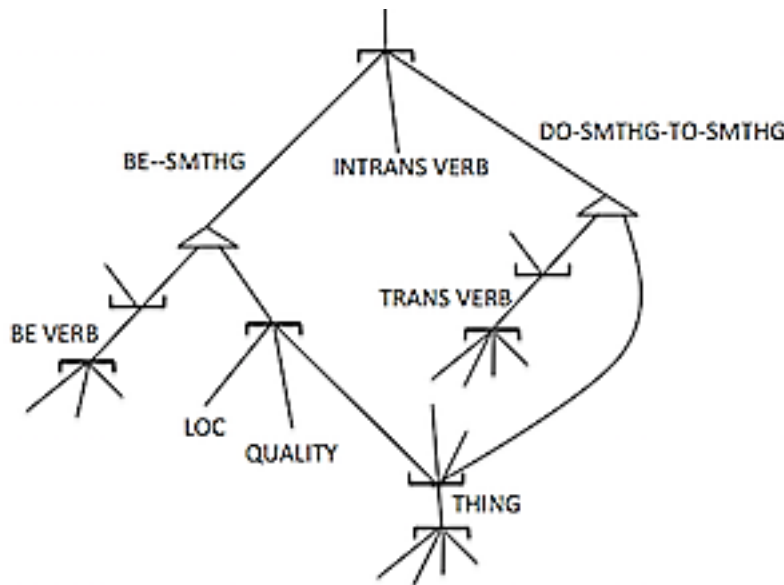 DO-SMTHG-TO-SMTHG
BE--SMTHG
INTRANS VERB
TRANS VERB
BE VERB
LOC
QUALITY
THING